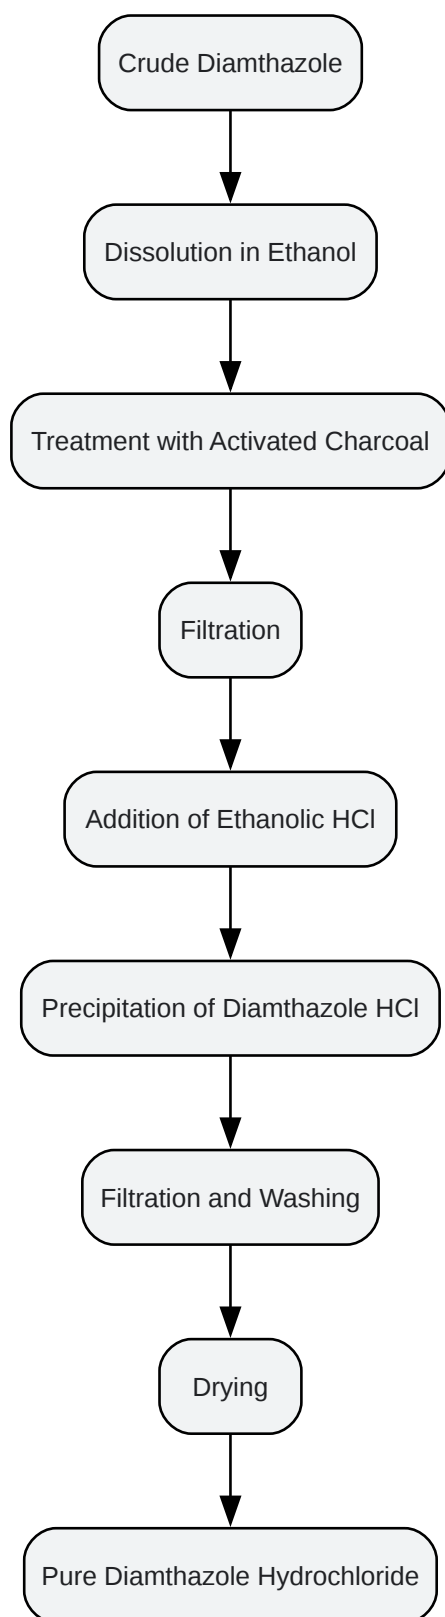 Crude Diamthazole
Dissolution in Ethanol
Treatment with Activated Charcoal
Filtration
Addition of Ethanolic HCl
Precipitation of Diamthazole HCl
Filtration and Washing
Drying
Pure Diamthazole Hydrochloride